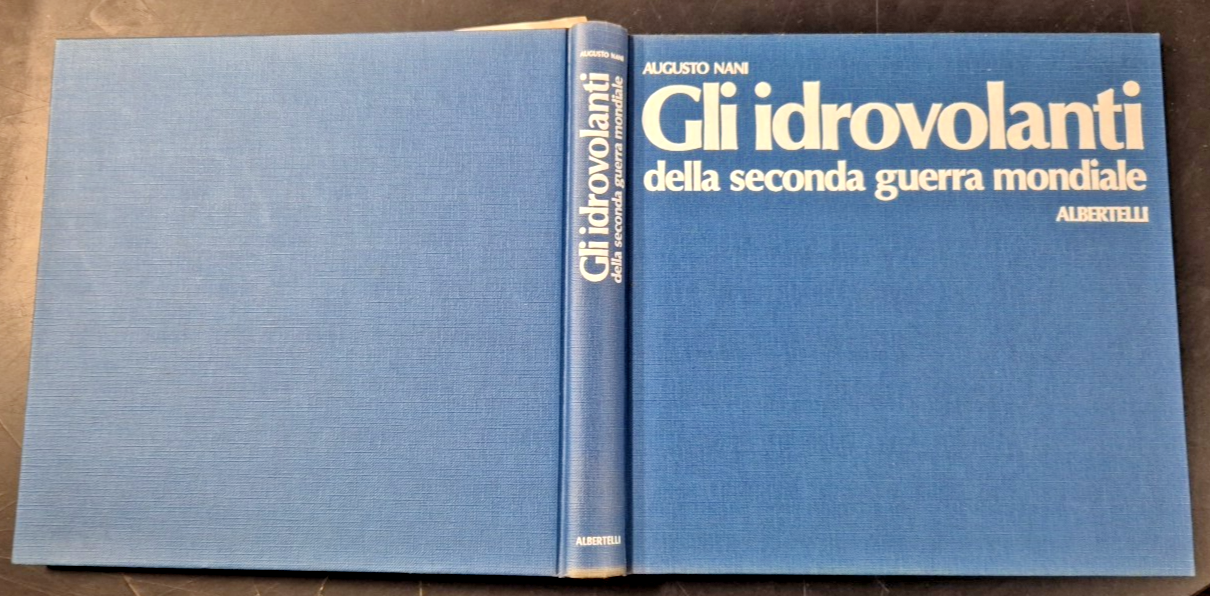 AUGUSTO NANI
Gli idrovolanti
della seconda guerra mondiale
ALBERTELLI
AUGUSTO NANI
Gli idrovolanti
della seconda guerra mondiale
ALBERTELLI